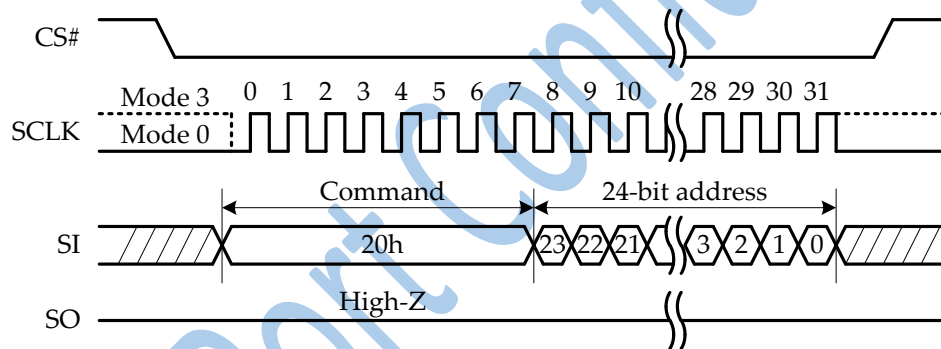 CS#
Mode 3 0 1 2 3 4 5 6 7 8 9 10 28 29 30 31
SCLK
Mode 0
Command 24-bit address
SI 20h 23 22 21 3 2 1 0
High-Z
SO